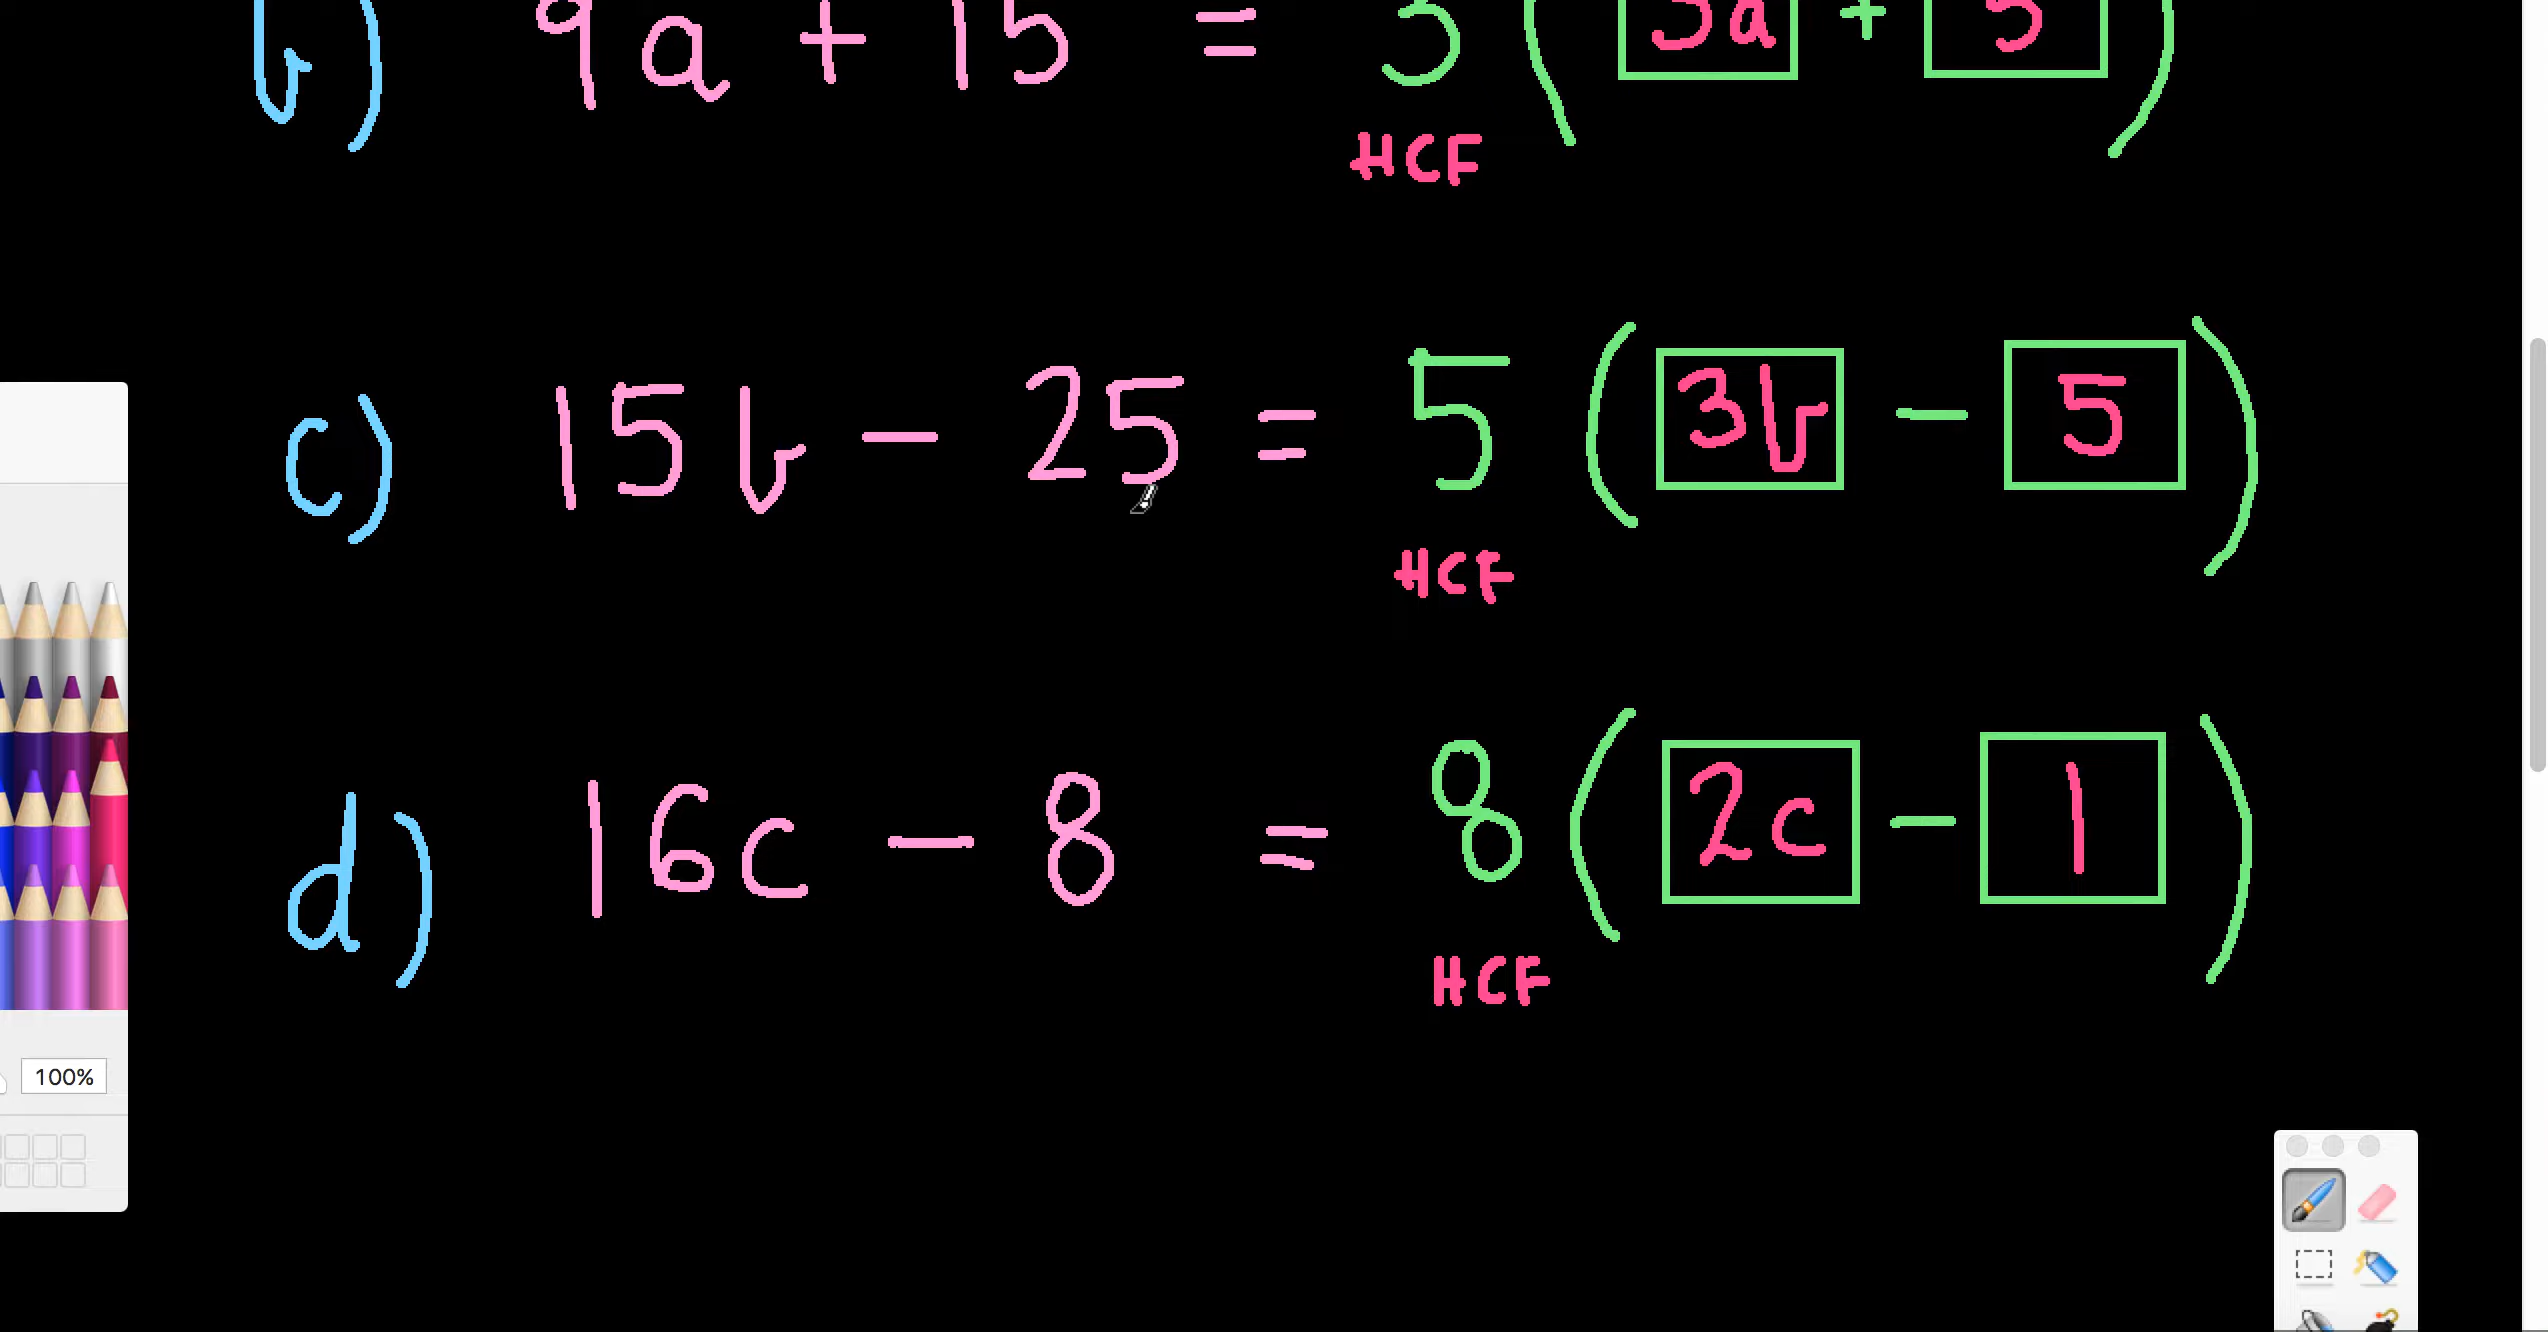 b) 9a + 15 = 3 ( 3a + 5 )
HCF
c) 15b - 25 = 5 ( 3b - 5 )
HCF
d) 16c - 8 = 8 ( 2c - 1 )
HCF
100%